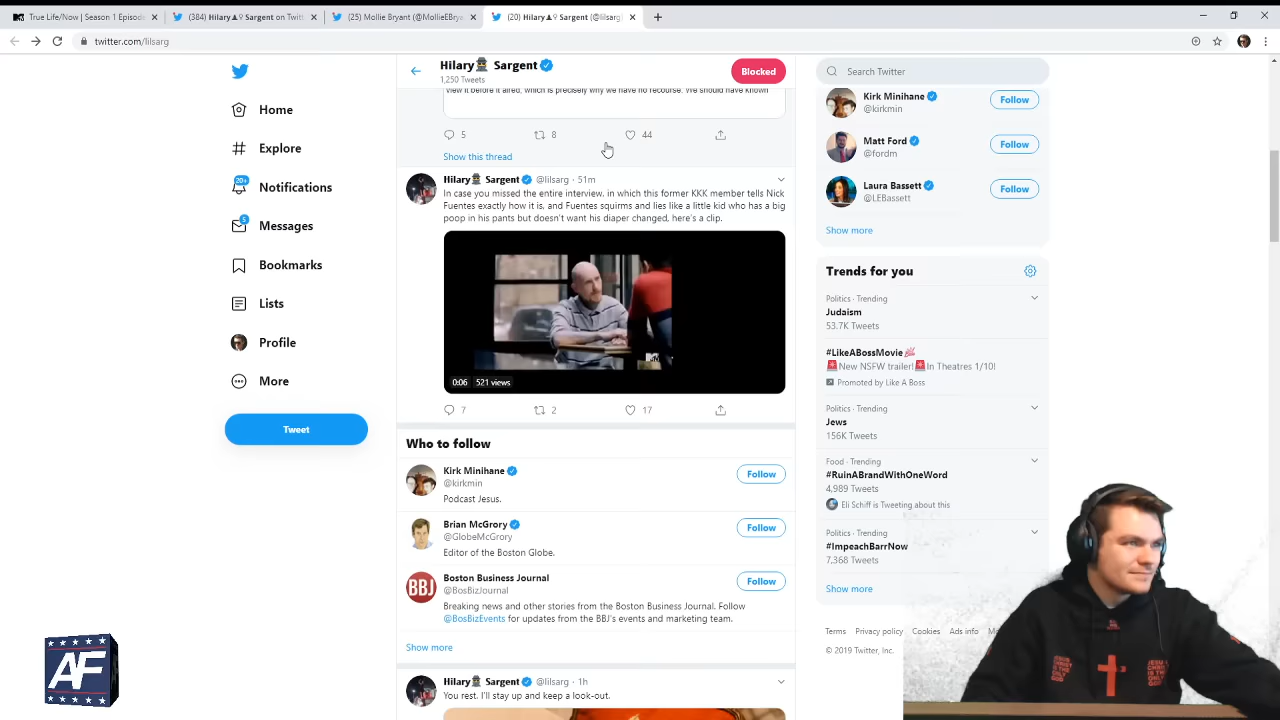 True Life/Now | Season 1 Episode
(384) Hilary Sargent on Twitt
(25) Mollie Bryant (@MollieEBrya
(20) Hilary Sargent (@lilsarg)
twitter.com/lilsarg
Home
Explore
20+
Notifications
5
Messages
Bookmarks
Lists
Profile
More
Tweet
Hilary Sargent
1,250 Tweets
Blocked
view it before it aired, which is precisely why we have no recourse. We should have known
5 8 44
Show this thread
Hilary Sargent @lilsarg · 51m
In case you missed the entire interview, in which this former KKK member tells Nick
Fuentes exactly how it is, and Fuentes squirms and lies like a little kid who has a big
poop in his pants but doesn't want his diaper changed, here's a clip.
0:06 521 views
7 2 17
Who to follow
Kirk Minihane
@kirkmin
Podcast Jesus.
Follow
Brian McGrory
@GlobeMcGrory
Editor of the Boston Globe.
Follow
BBJ
Boston Business Journal
@BosBizJournal
Breaking news and other stories from the Boston Business Journal. Follow
@BosBizEvents for updates from the BBJ's events and marketing team.
Follow
Show more
Hilary Sargent @lilsarg · 1h
You rest. I'll stay up and keep a look-out.
Search Twitter
Kirk Minihane
@kirkmin
Follow
Matt Ford
@fordm
Follow
Laura Bassett
@LEBassett
Follow
Show more
Trends for you
Politics · Trending
Judaism
53.7K Tweets
#LikeABossMovie
New NSFW trailer! In Theatres 1/10!
Promoted by Like A Boss
Politics · Trending
Jews
156K Tweets
Food · Trending
#RuinABrandWithOneWord
4,989 Tweets
Eli Schiff is Tweeting about this
Politics · Trending
#ImpeachBarrNow
7,368 Tweets
Show more
Terms Privacy policy Cookies Ads info
© 2019 Twitter, Inc.
AF